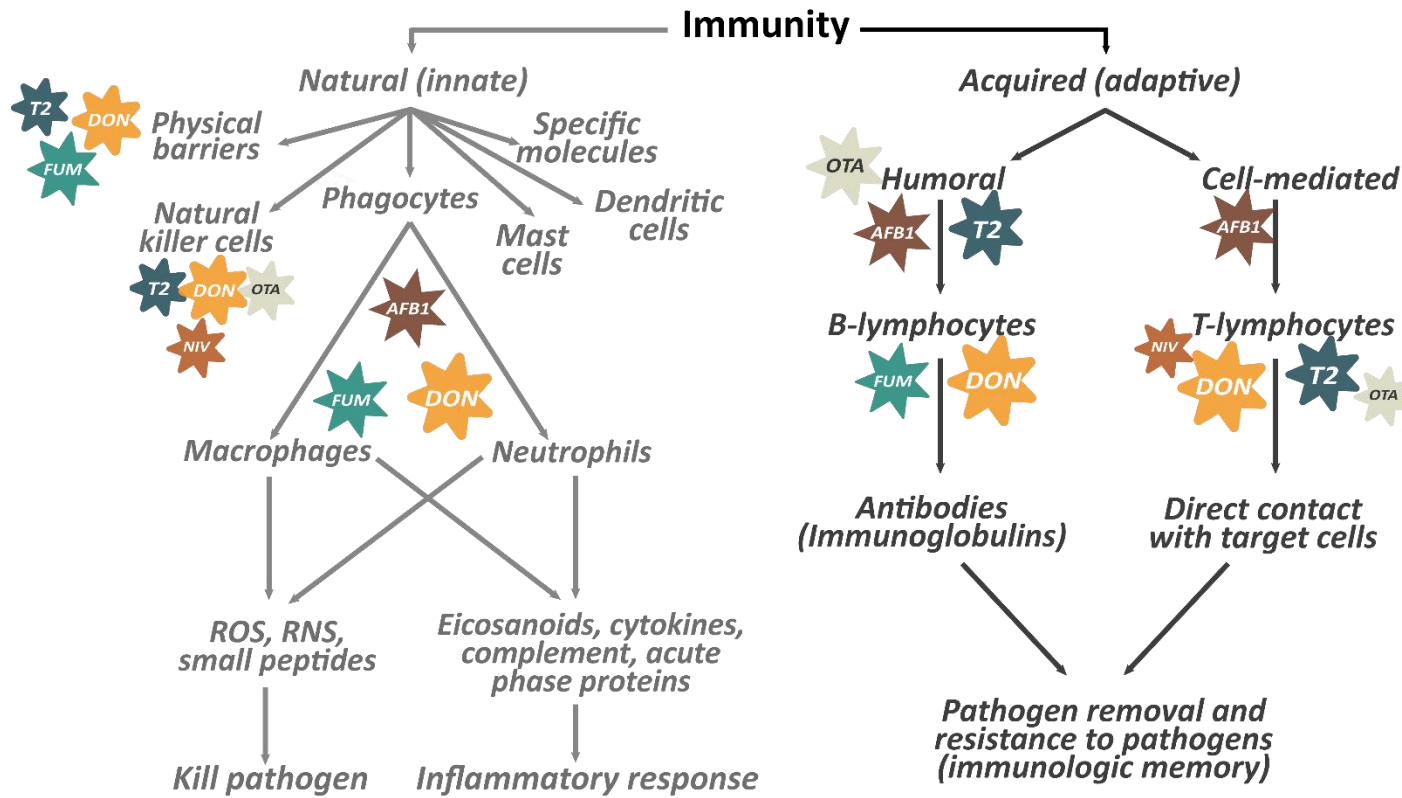 Immunity
Natural (innate)
Acquired (adaptive)
T2
DON
FUM
Physical
barriers
Specific
molecules
Phagocytes
Natural
killer cells
Mast
cells
Dendritic
cells
T2
DON
OTA
NIV
AFB1
FUM
DON
Macrophages
Neutrophils
ROS, RNS,
small peptides
Eicosanoids, cytokines,
complement, acute
phase proteins
Kill pathogen
Inflammatory response
OTA
Humoral
AFB1
T2
Cell-mediated
AFB1
B-lymphocytes
FUM
DON
T-lymphocytes
NIV
DON
T2
OTA
Antibodies
(Immunoglobulins)
Direct contact
with target cells
Pathogen removal and
resistance to pathogens
(immunologic memory)